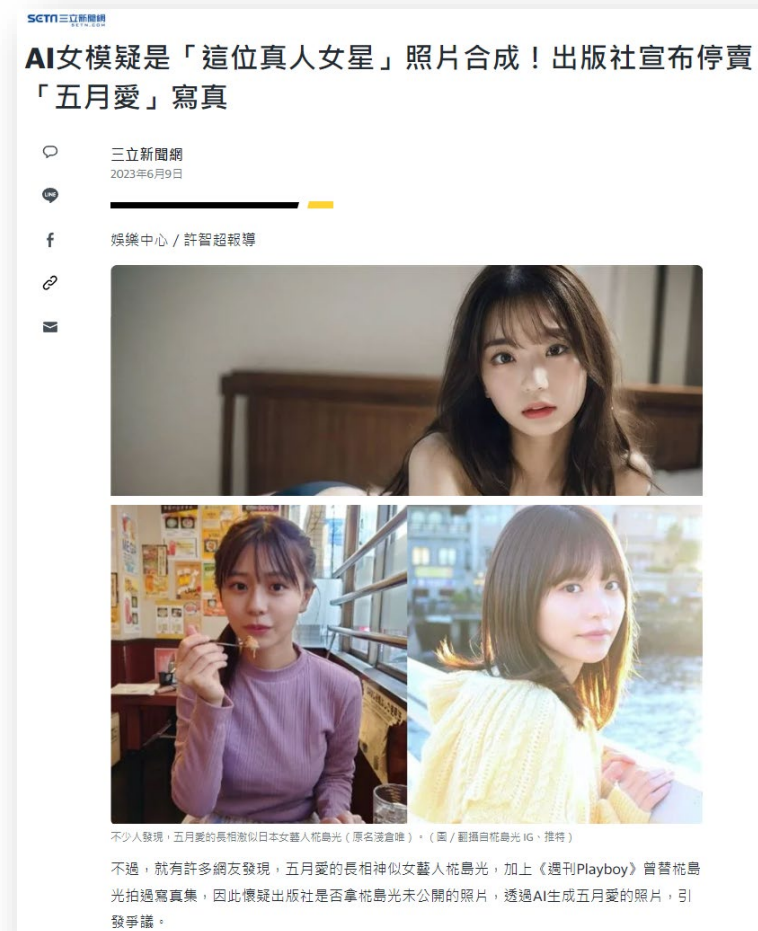 SETN三立新聞網
SETN.COM
AI女模疑是「這位真人女星」照片合成！出版社宣布停賣
「五月愛」寫真
三立新聞網
2023年6月9日
LINE
娛樂中心／許智超報導
不少人發現，五月愛的長相激似日本女藝人椛島光（原名淺倉唯）。（圖／翻攝自椛島光 IG、推特）
不過，就有許多網友發現，五月愛的長相神似女藝人椛島光，加上《週刊Playboy》曾替椛島
光拍過寫真集，因此懷疑出版社是否拿椛島光未公開的照片，透過AI生成五月愛的照片，引
發爭議。